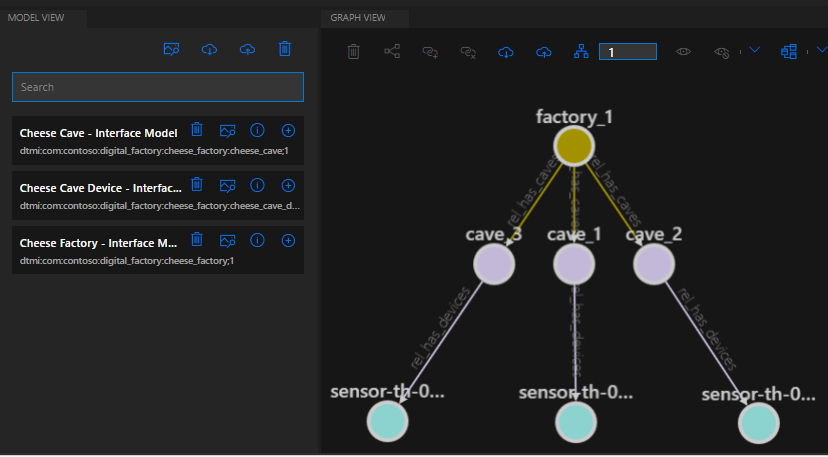 MODEL VIEW
GRAPH VIEW
1
Search
Cheese Cave - Interface Model
dtmi:com:contoso:digital_factory:cheese_factory:cheese_cave;1
Cheese Cave Device - Interfac...
dtmi:com:contoso:digital_factory:cheese_factory:cheese_cave_d...
Cheese Factory - Interface M...
dtmi:com:contoso:digital_factory:cheese_factory;1
factory_1
rel_has_caves
rel_has_caves
rel_has_caves
cave_3
cave_1
cave_2
rel_has_devices
rel_has_devices
rel_has_devices
sensor-th-0...
sensor-th-0...
sensor-th-0...